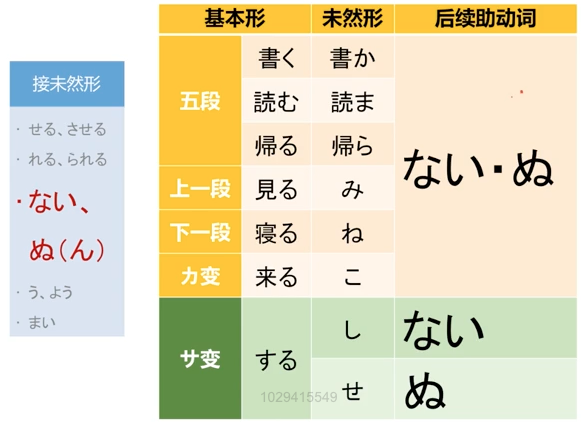 接未然形
· せる、させる
· れる、られる
· ない、
ぬ(ん)
· う、よう
· まい
基本形 未然形 后续助动词
五段 書く 書か ない·ぬ
読む 読ま
帰る 帰ら
上一段 見る み
下一段 寝る ね
カ变 来る こ
サ变 する し ない
せ ぬ
1029415549